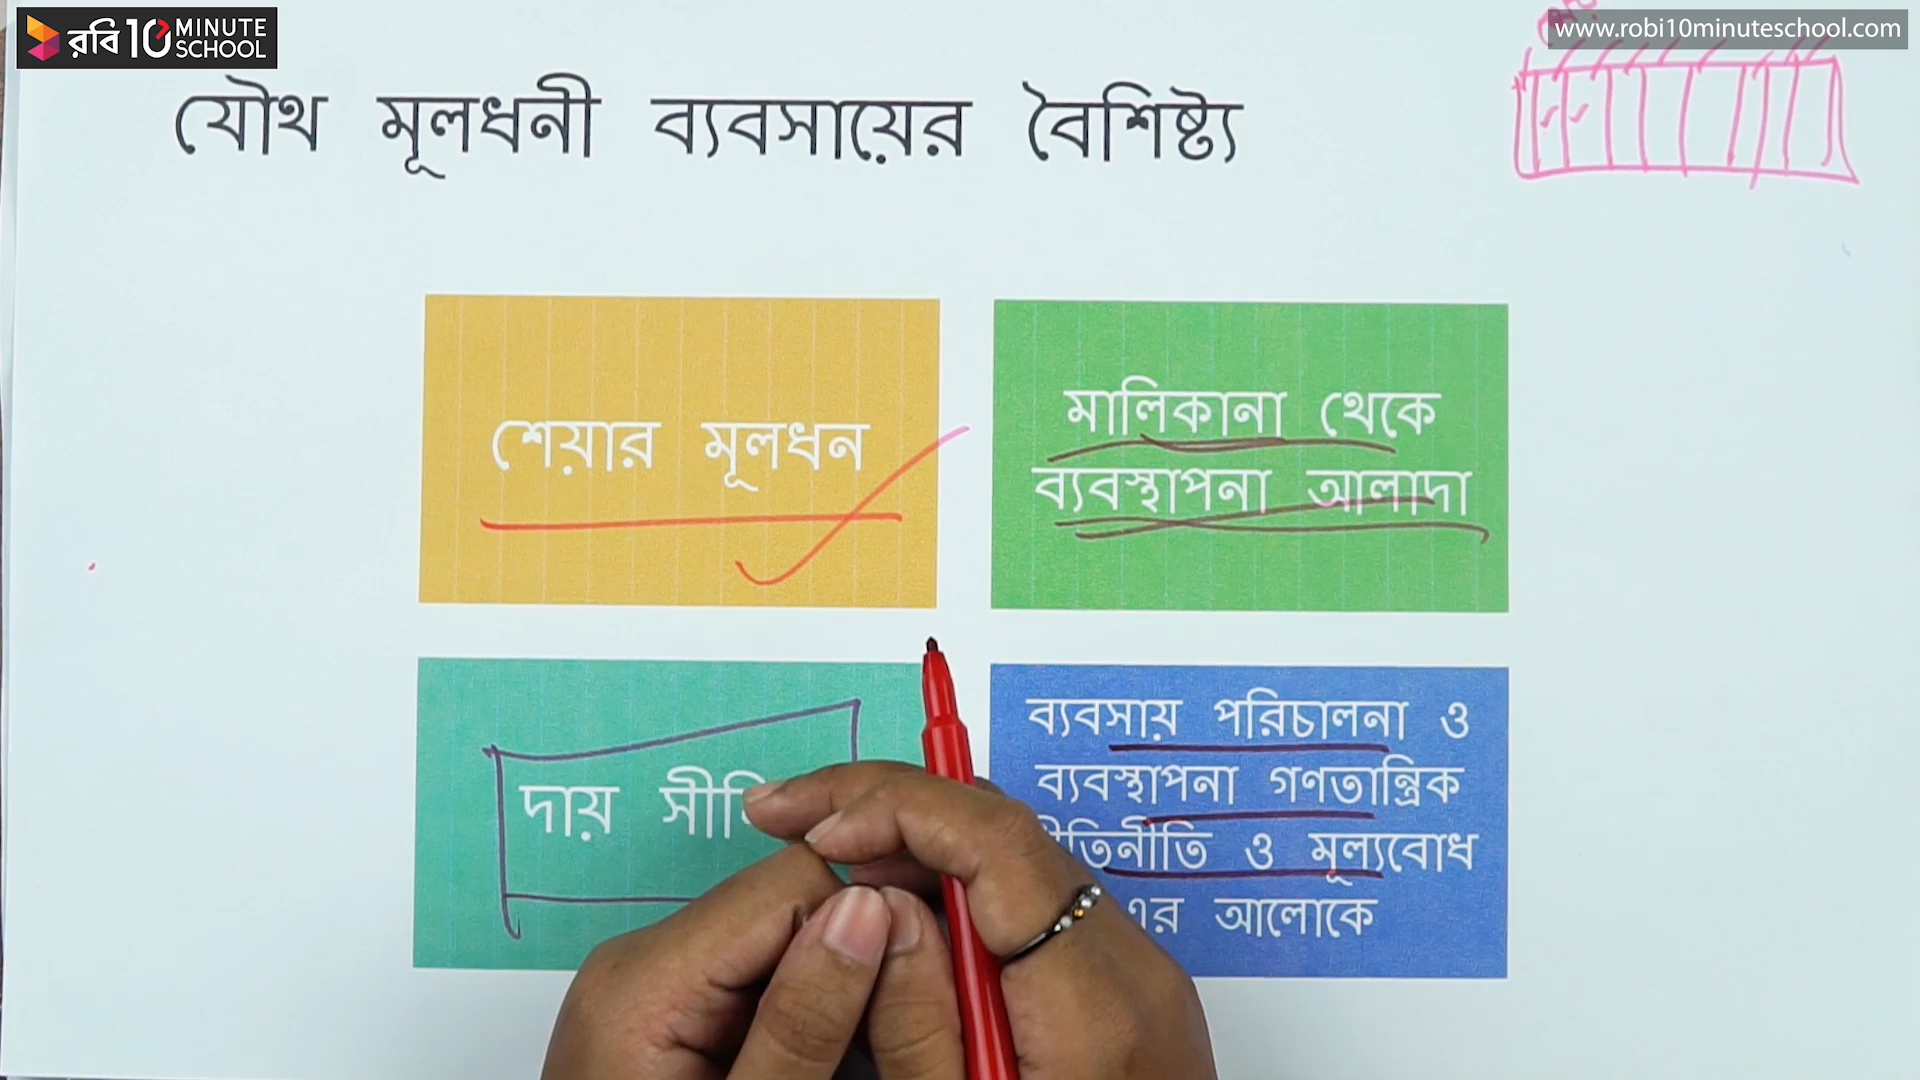 রবি 10 MINUTE SCHOOL
www.robi10minuteschool.com
যৌথ মূলধনী ব্যবসায়ের বৈশিষ্ট্য
শেয়ার মূলধন
মালিকানা থেকে
ব্যবস্থাপনা আলাদা
দায়
ব্যবসায় পরিচালনা ও
ব্যবস্থাপনা গণতান্ত্রিক
ও মূল্যবোধ
এর আলোকে